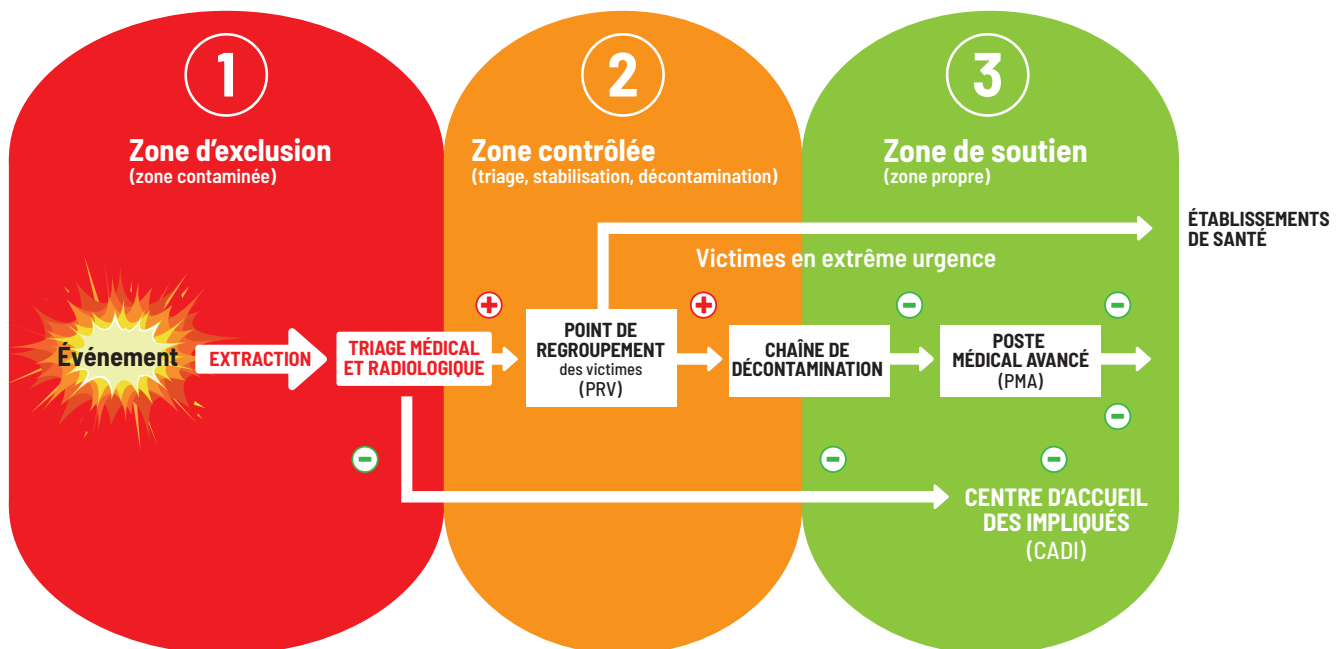 1
Zone d'exclusion
(zone contaminée)
2
Zone contrôlée
(triage, stabilisation, décontamination)
3
Zone de soutien
(zone propre)
ÉTABLISSEMENTS
DE SANTÉ
Victimes en extrême urgence
Événement
EXTRACTION
TRIAGE MÉDICAL
ET RADIOLOGIQUE
+
POINT DE
REGROUPEMENT
des victimes
(PRV)
+
CHAÎNE DE
DÉCONTAMINATION
-
POSTE
MÉDICAL AVANCÉ
(PMA)
-
-
-
-
-
CENTRE D'ACCUEIL
DES IMPLIQUÉS
(CADI)